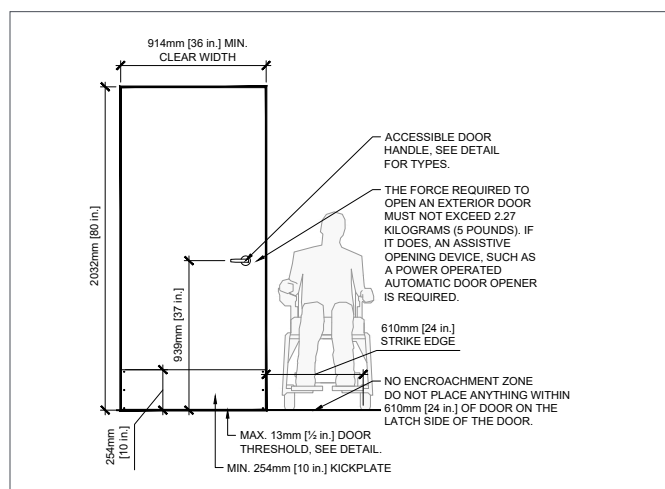 914mm [36 in.] MIN.
CLEAR WIDTH
2032mm [80 in.]
939mm [37 in.]
254mm
[10 in.]
ACCESSIBLE DOOR
HANDLE, SEE DETAIL
FOR TYPES.
THE FORCE REQUIRED TO
OPEN AN EXTERIOR DOOR
MUST NOT EXCEED 2.27
KILOGRAMS (5 POUNDS). IF
IT DOES, AN ASSISTIVE
OPENING DEVICE, SUCH AS
A POWER OPERATED
AUTOMATIC DOOR OPENER
IS REQUIRED.
610mm [24 in.]
STRIKE EDGE
NO ENCROACHMENT ZONE
DO NOT PLACE ANYTHING WITHIN
610mm [24 in.] OF DOOR ON THE
LATCH SIDE OF THE DOOR.
MAX. 13mm [½ in.] DOOR
THRESHOLD, SEE DETAIL.
MIN. 254mm [10 in.] KICKPLATE